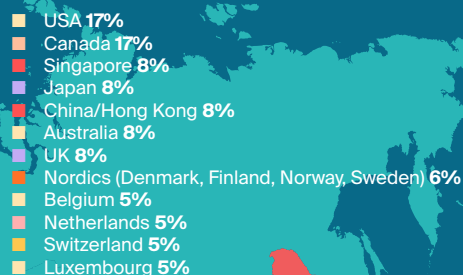 USA 17%
Canada 17%
Singapore 8%
Japan 8%
China/Hong Kong 8%
Australia 8%
UK 8%
Nordics (Denmark, Finland, Norway, Sweden) 6%
Belgium 5%
Netherlands 5%
Switzerland 5%
Luxembourg 5%